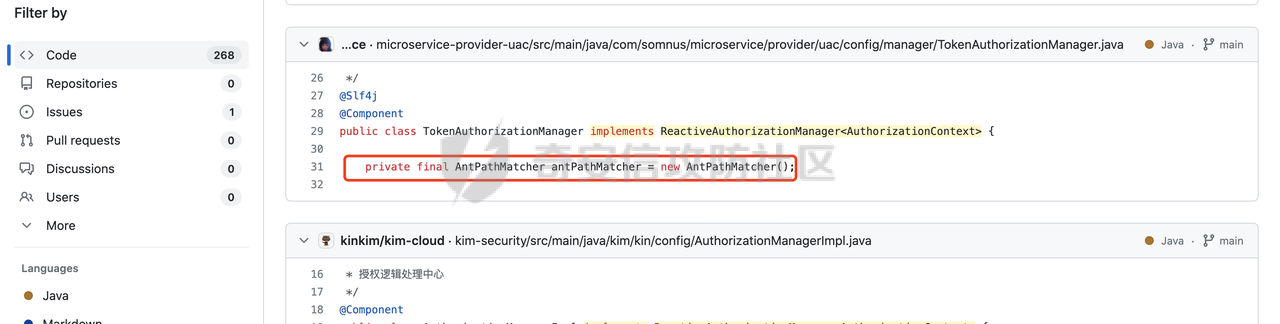 Filter by
Code 268
Repositories 0
Issues 1
Pull requests 0
Discussions 0
Users 0
More
Languages
Java
Markdown
...ce · microservice-provider-uac/src/main/java/com/somnus/microservice/provider/uac/config/manager/TokenAuthorizationManager.java Java · main
26 */
27 @Slf4j
28 @Component
29 public class TokenAuthorizationManager implements ReactiveAuthorizationManager<AuthorizationContext> {
30
31 private final AntPathMatcher antPathMatcher = new AntPathMatcher();
32
奇安信攻防社区
kinkim/kim-cloud · kim-security/src/main/java/kim/kin/config/AuthorizationManagerImpl.java Java · main
16 * 授权逻辑处理中心
17 */
18 @Component